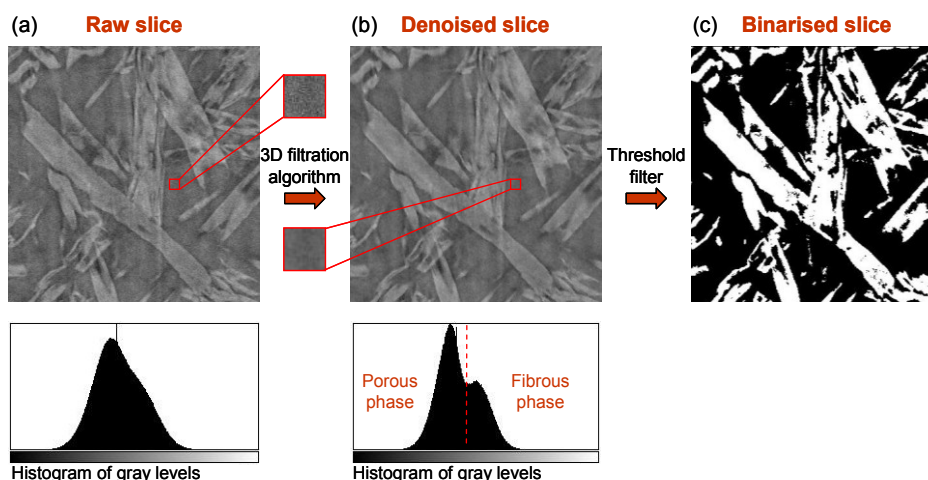 (a) Raw slice
(b) Denoised slice
(c) Binarised slice
3D filtration
algorithm
Threshold
filter
Porous
phase
Fibrous
phase
Histogram of gray levels
Histogram of gray levels